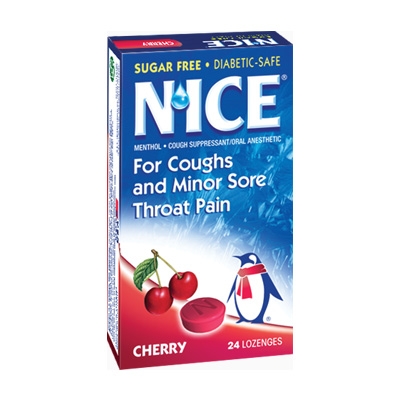 CHERRY
SUGAR FREE • DIABETIC-SAFE
N'ICE®
MENTHOL • COUGH SUPPRESSANT/ORAL ANESTHETIC
For Coughs
and Minor Sore
Throat Pain
N
®
CHERRY
24 LOZENGES